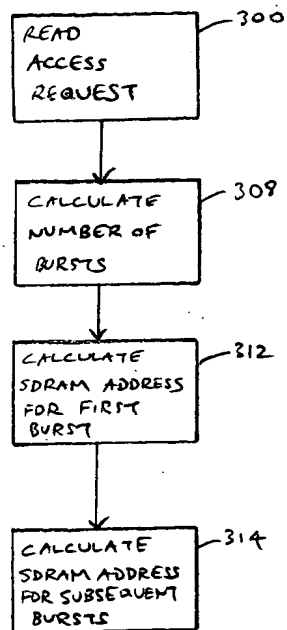 READ
ACCESS
REQUEST
300
CALCULATE
NUMBER OF
BURSTS
308
CALCULATE
SDRAM ADDRESS
FOR FIRST
BURST
312
CALCULATE
SDRAM ADDRESS
FOR SUBSEQUENT
BURSTS
314